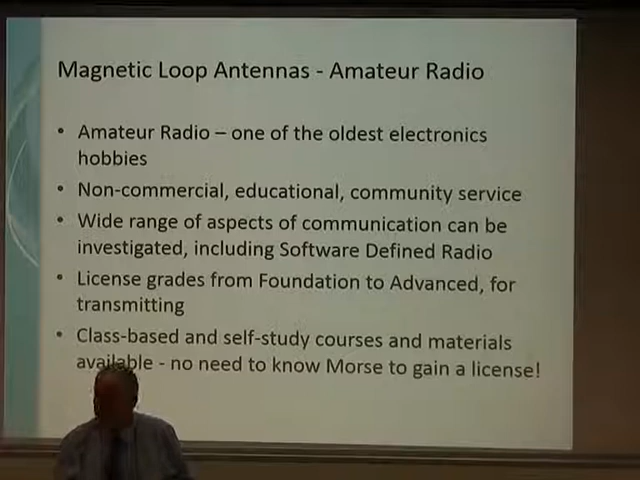 Magnetic Loop Antennas - Amateur Radio
• Amateur Radio – one of the oldest electronics
hobbies
• Non-commercial, educational, community service
• Wide range of aspects of communication can be
investigated, including Software Defined Radio
• License grades from Foundation to Advanced, for
transmitting
• Class-based and self-study courses and materials
available - no need to know Morse to gain a license!